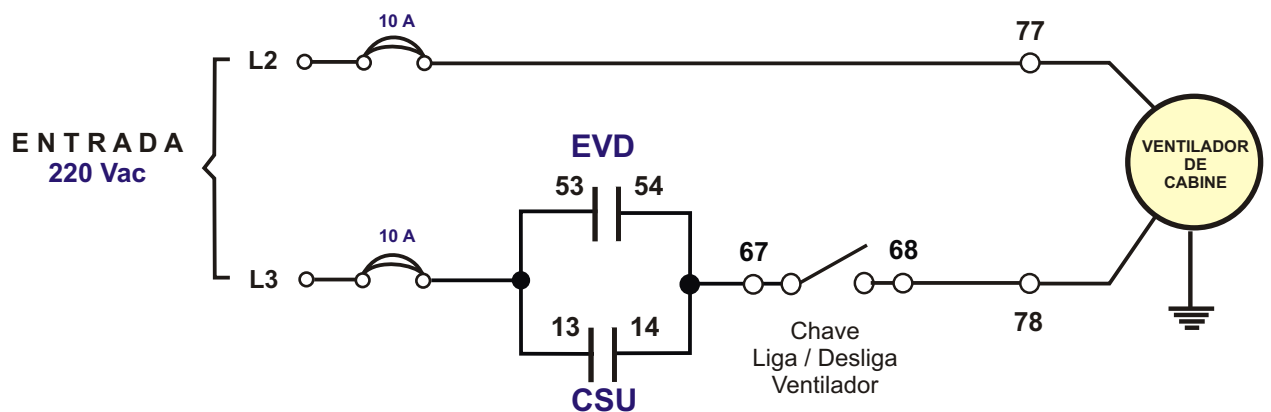 10 A
77
L2
E N T R A D A
220 Vac
EVD
53 54
VENTILADOR
DE
CABINE
10 A
L3
67 68
13 14
78
Chave
Liga / Desliga
Ventilador
CSU